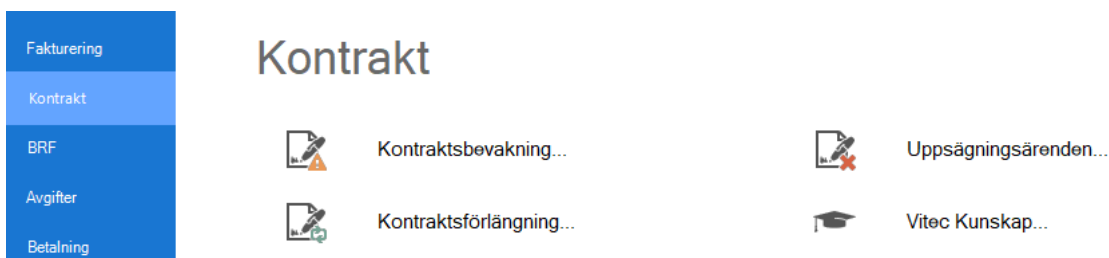 Fakturering
Kontrakt
BRF
Avgifter
Betalning
Kontrakt
Kontraktsbevakning...
Uppsägningsärenden...
Kontraktsförlängning...
Vitec Kunskap...